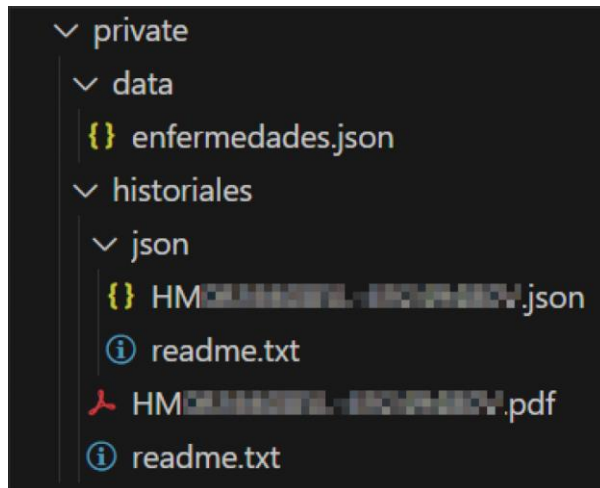 private
data
enfermedades.json
historiales
json
HM .json
readme.txt
HM .pdf
readme.txt